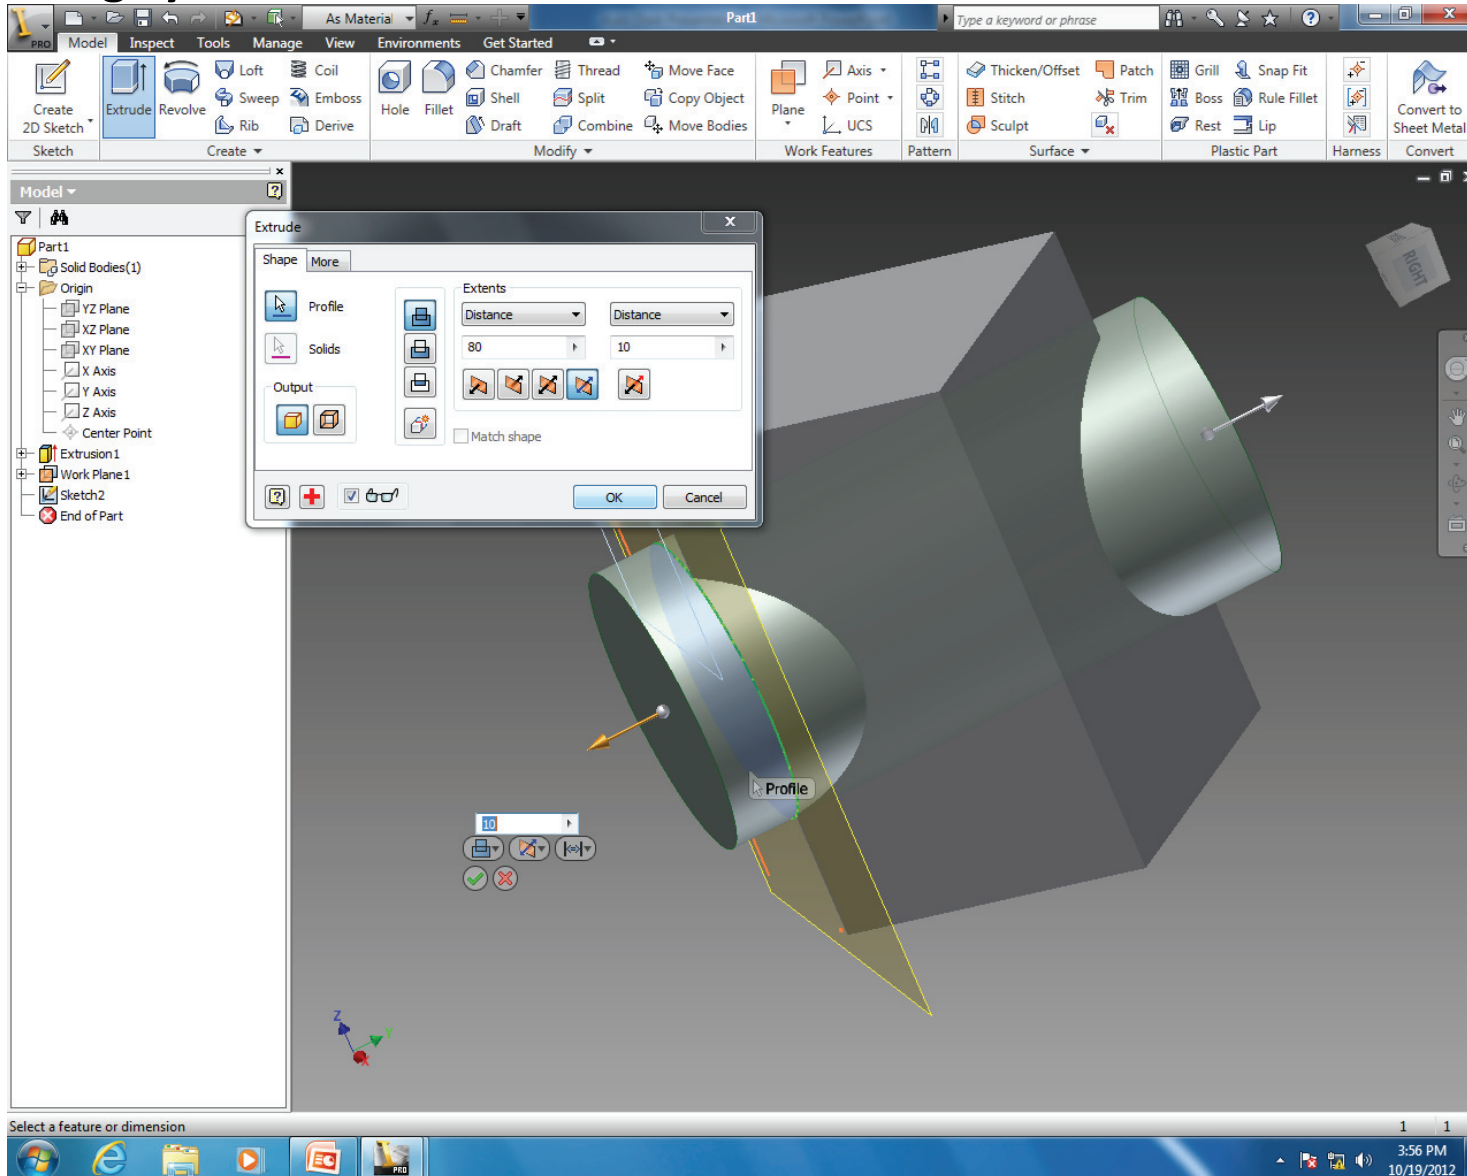 As Material
Part1
Type a keyword or phrase
PRO
Model Inspect Tools Manage View Environments Get Started
Loft Coil Chamfer Thread Move Face Axis Thicken/Offset Patch Grill Snap Fit
Create 2D Sketch Extrude Revolve Sweep Emboss Hole Fillet Shell Split Copy Object Plane Point Stitch Trim Boss Rule Fillet Convert to Sheet Metal
Rib Derive Draft Combine Move Bodies UCS Sculpt Rest Lip
Sketch Create Modify Work Features Pattern Surface Plastic Part Harness Convert
Model
Part1
Solid Bodies(1)
Origin
YZ Plane
XZ Plane
XY Plane
X Axis
Y Axis
Z Axis
Center Point
Extrusion1
Work Plane1
Sketch2
End of Part
Extrude
Shape More
Profile
Solids
Output
Extents
Distance Distance
80 10
Match shape
OK Cancel
RIGHT
Profile
10
Z
Y
X
Select a feature or dimension
1 1
PRO
3:56 PM
10/19/2012